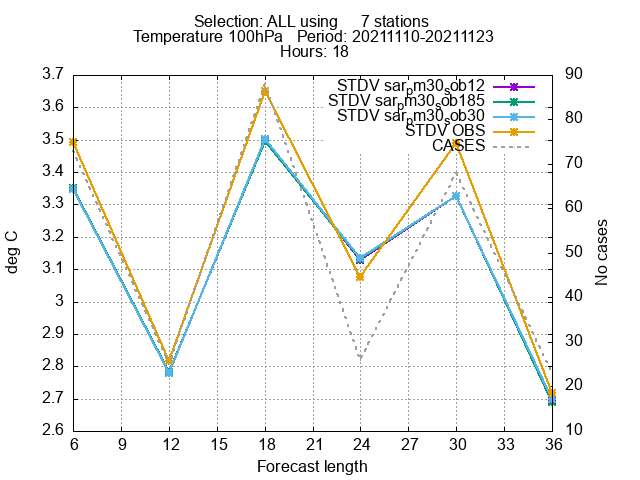 Selection: ALL using 7 stations
Temperature 100hPa Period: 20211110-20211123
Hours: 18
STDV sarpm30sob12
STDV sarpm30sob185
STDV sarpm30sob30
STDV OBS
CASES
3.7
3.6
3.5
3.4
3.3
3.2
3.1
3
2.9
2.8
2.7
2.6
deg C
90
80
70
60
50
40
30
20
10
No cases
6 9 12 15 18 21 24 27 30 33 36
Forecast length